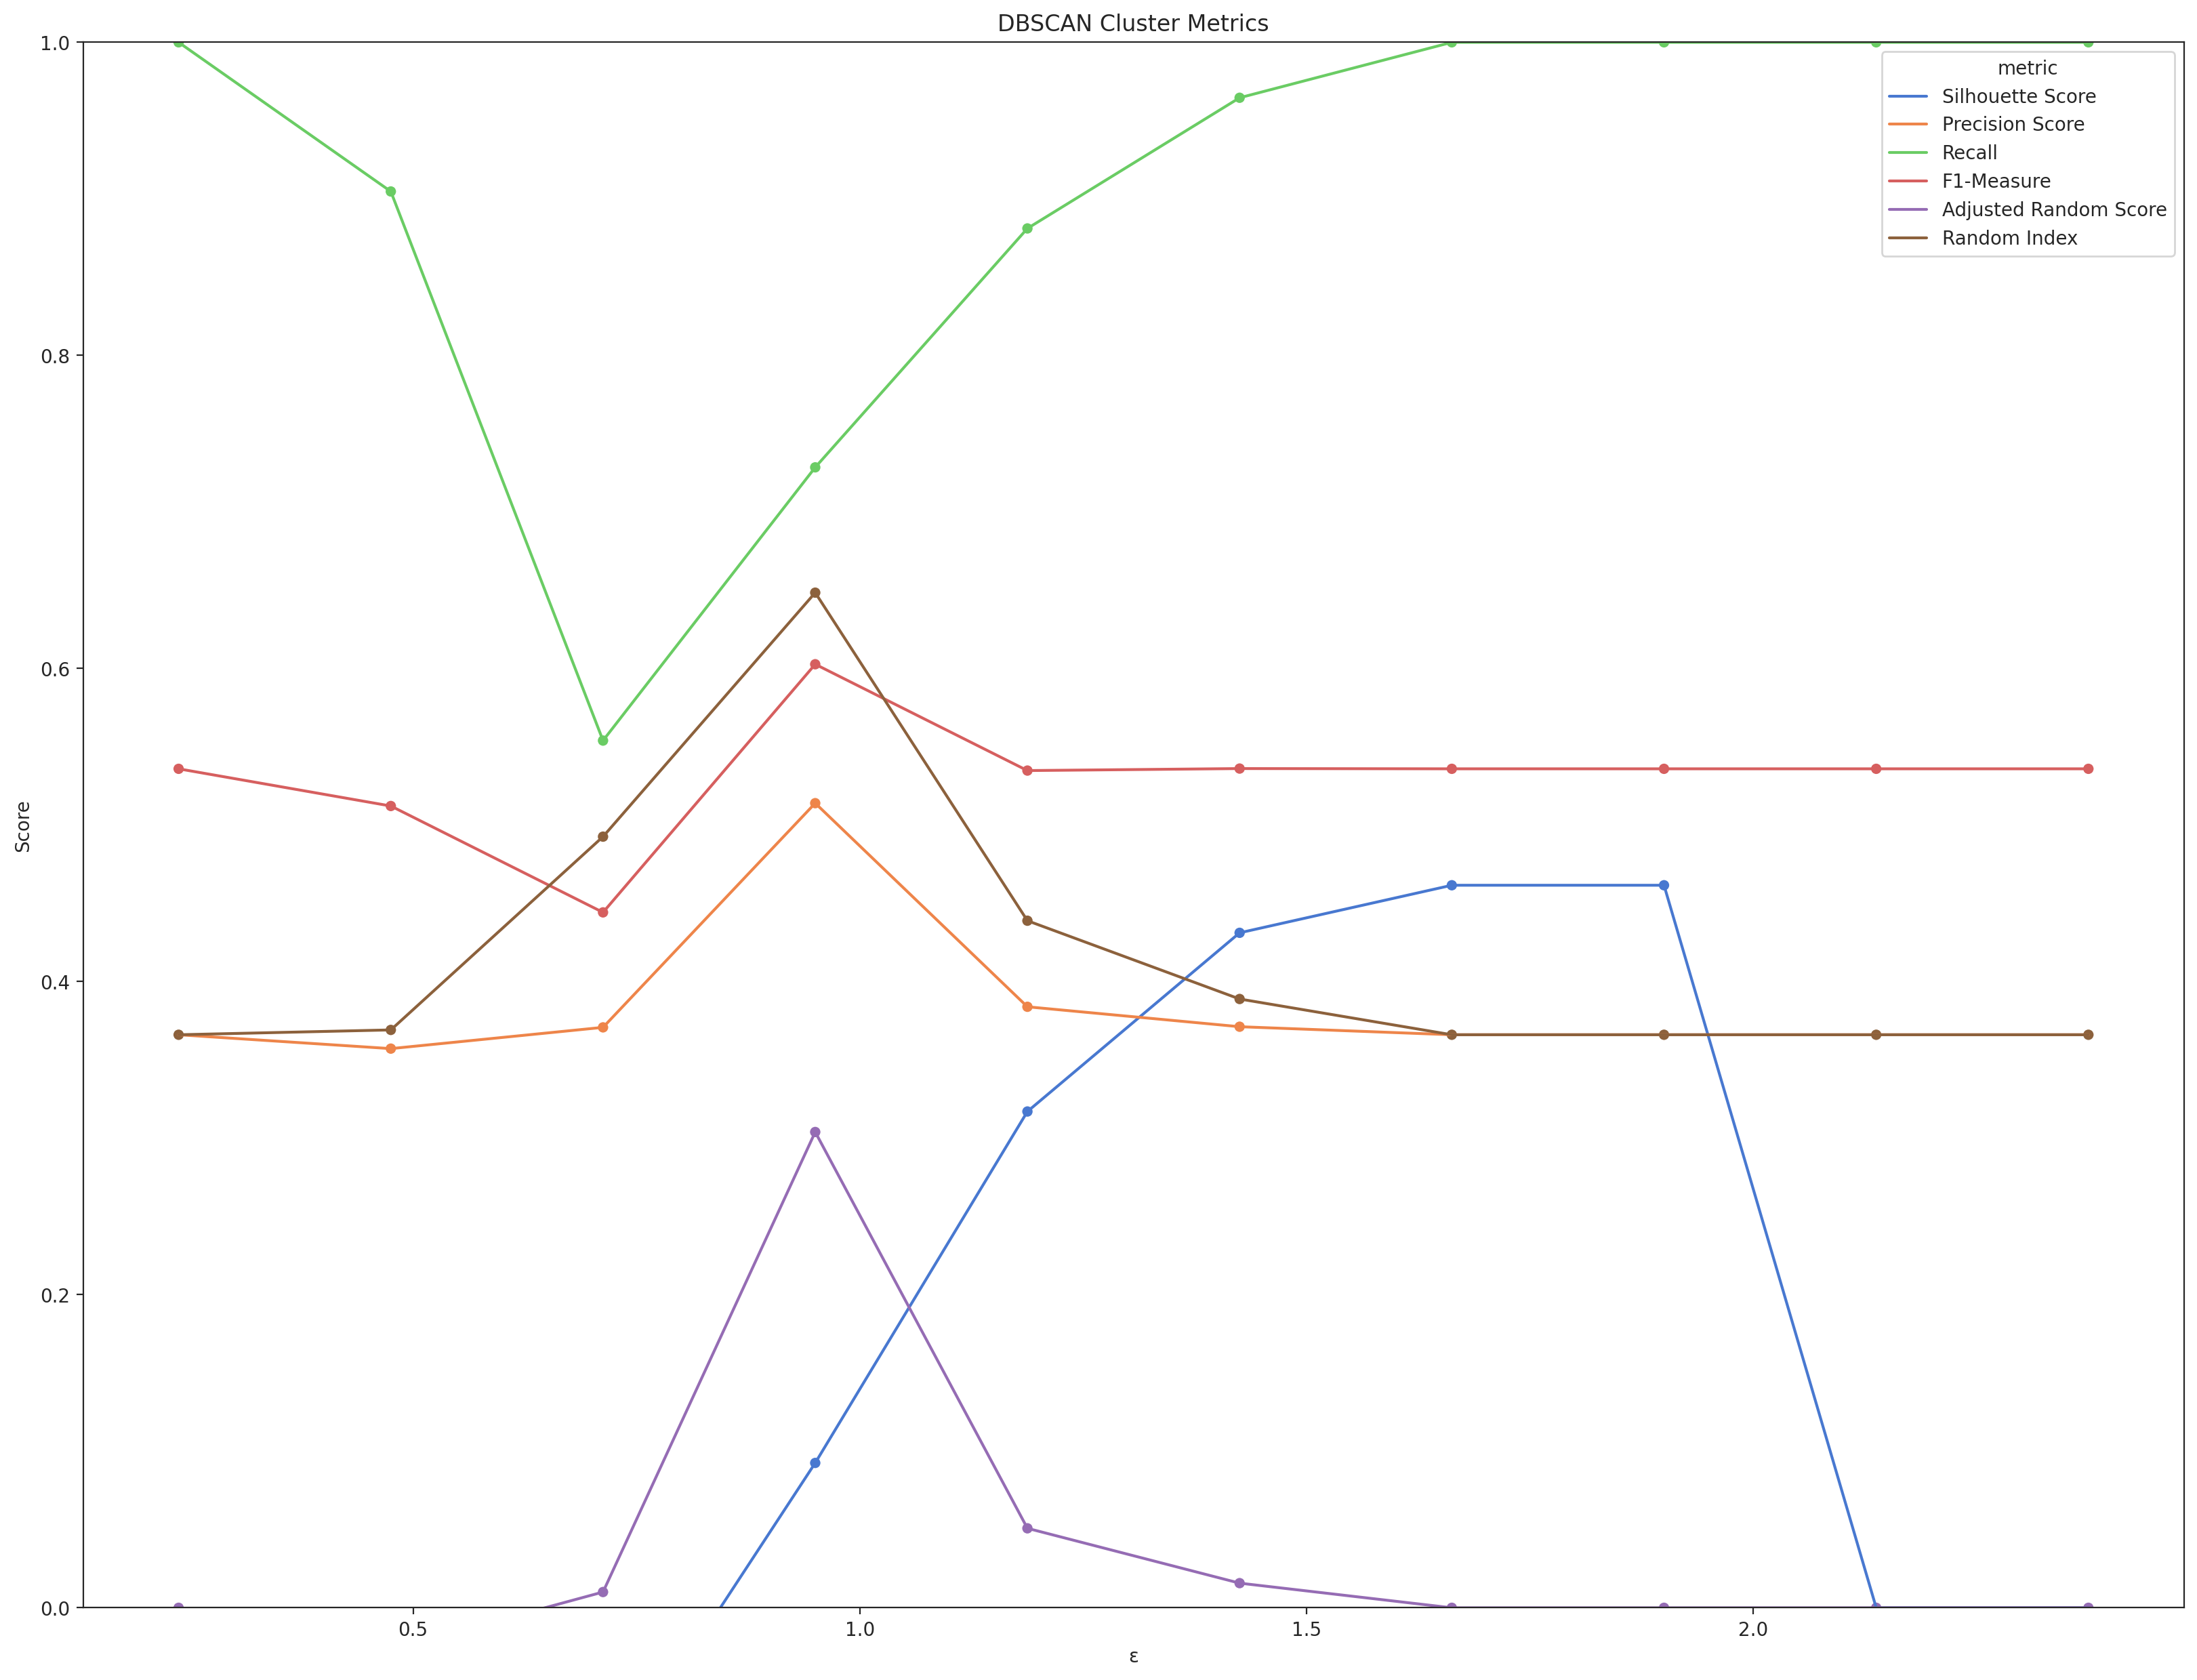 DBSCAN Cluster Metrics
1.0
0.8
0.6
0.4
0.2
0.0
Score
0.5
1.0
1.5
2.0
ε
metric
Silhouette Score
Precision Score
Recall
F1-Measure
Adjusted Random Score
Random Index